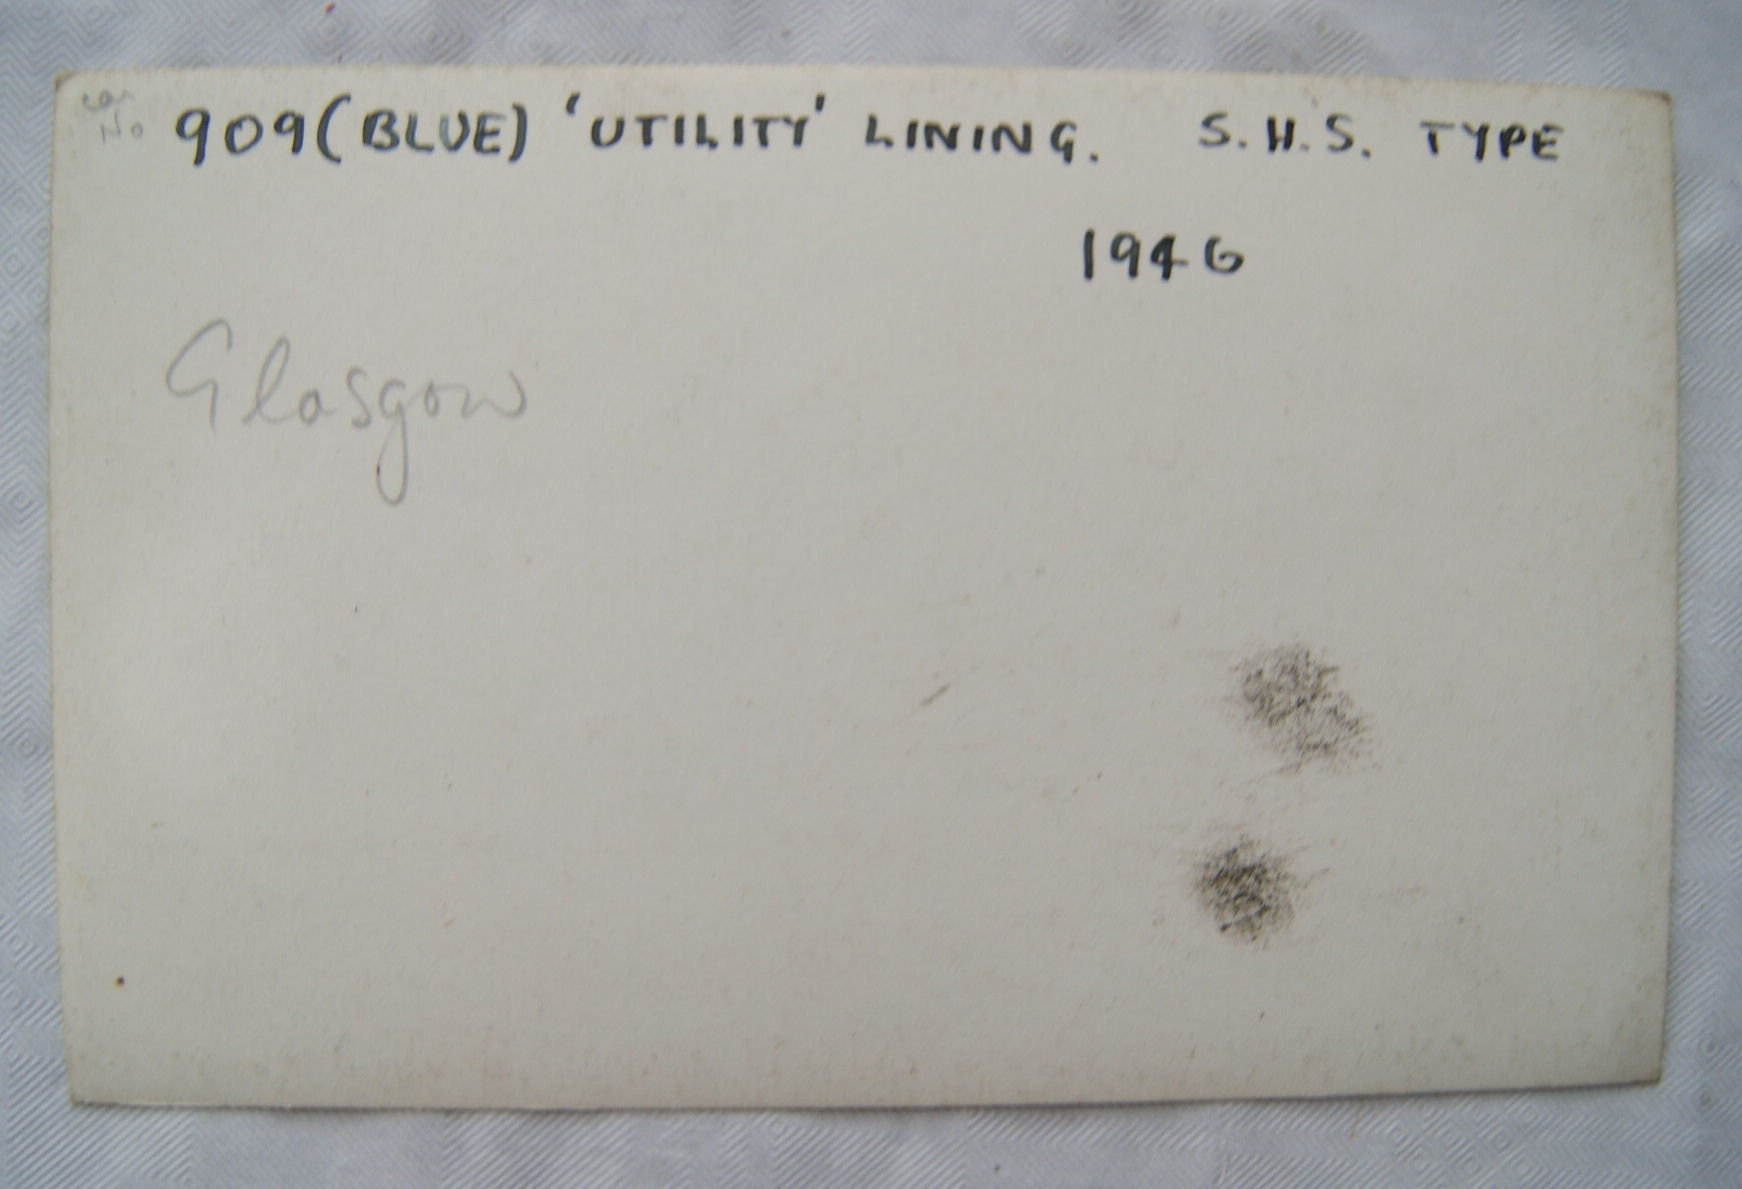 car
No 909 (BLUE) 'UTILITY' LINING. S.H.S. TYPE
1946
Glasgow